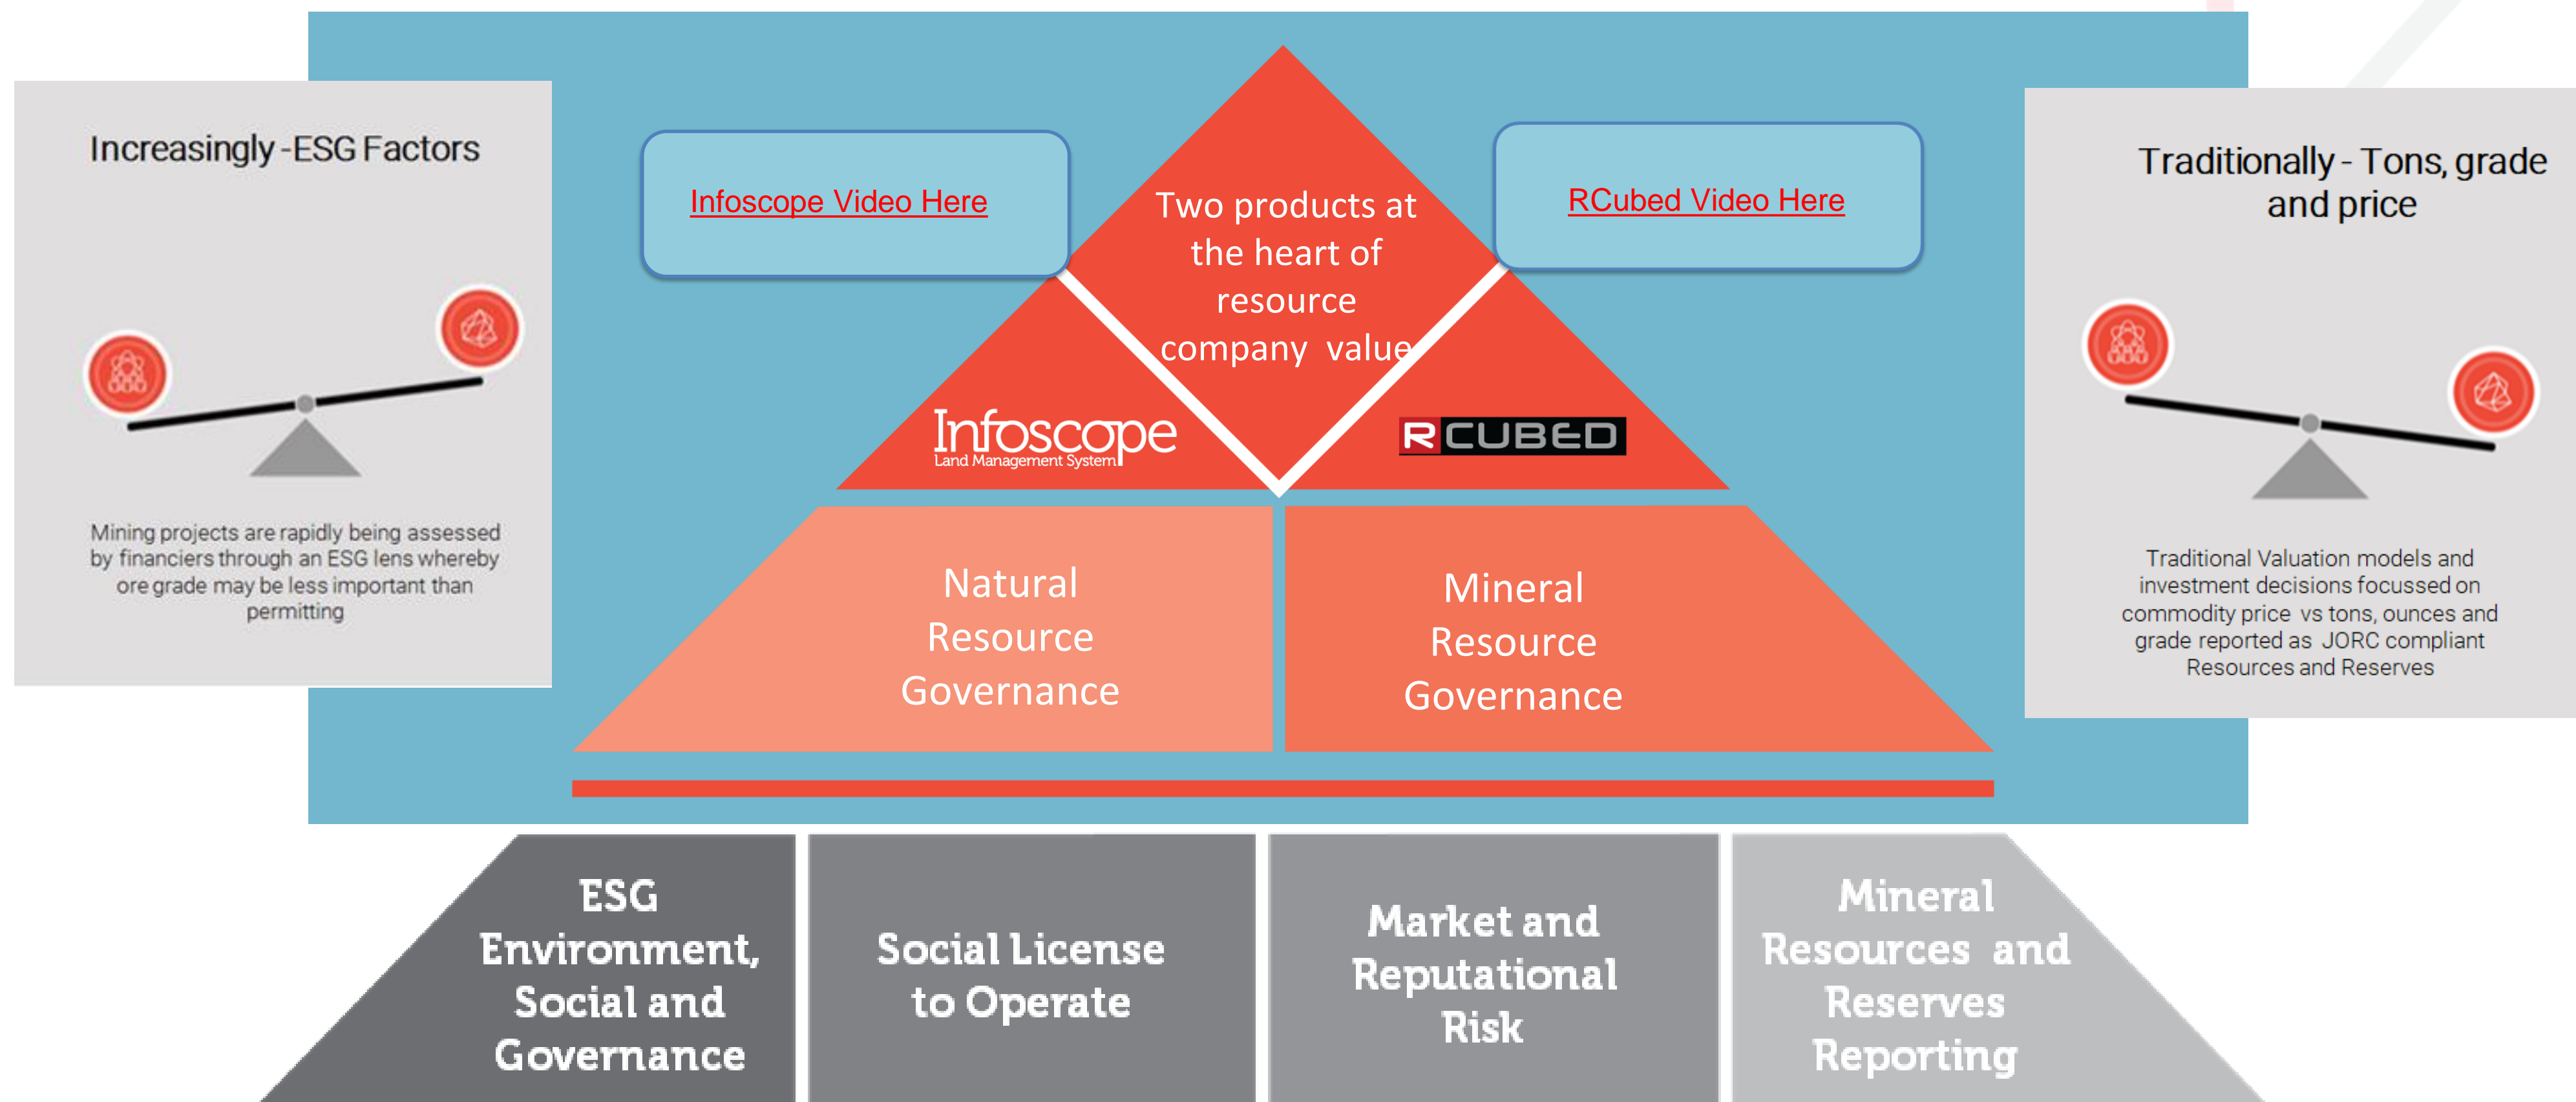 Increasingly -ESG Factors
Mining projects are rapidly being assessed
by financiers through an ESG lens whereby
ore grade may be less important than
permitting
Infoscope Video Here
RCubed Video Here
Two products at
the heart of
resource
company value
Infoscope
Land Management System
RCUBED
Natural
Resource
Governance
Mineral
Resource
Governance
Traditionally - Tons, grade
and price
Traditional Valuation models and
investment decisions focussed on
commodity price vs tons, ounces and
grade reported as JORC compliant
Resources and Reserves
ESG
Environment,
Social and
Governance
Social License
to Operate
Market and
Reputational
Risk
Mineral
Resources and
Reserves
Reporting